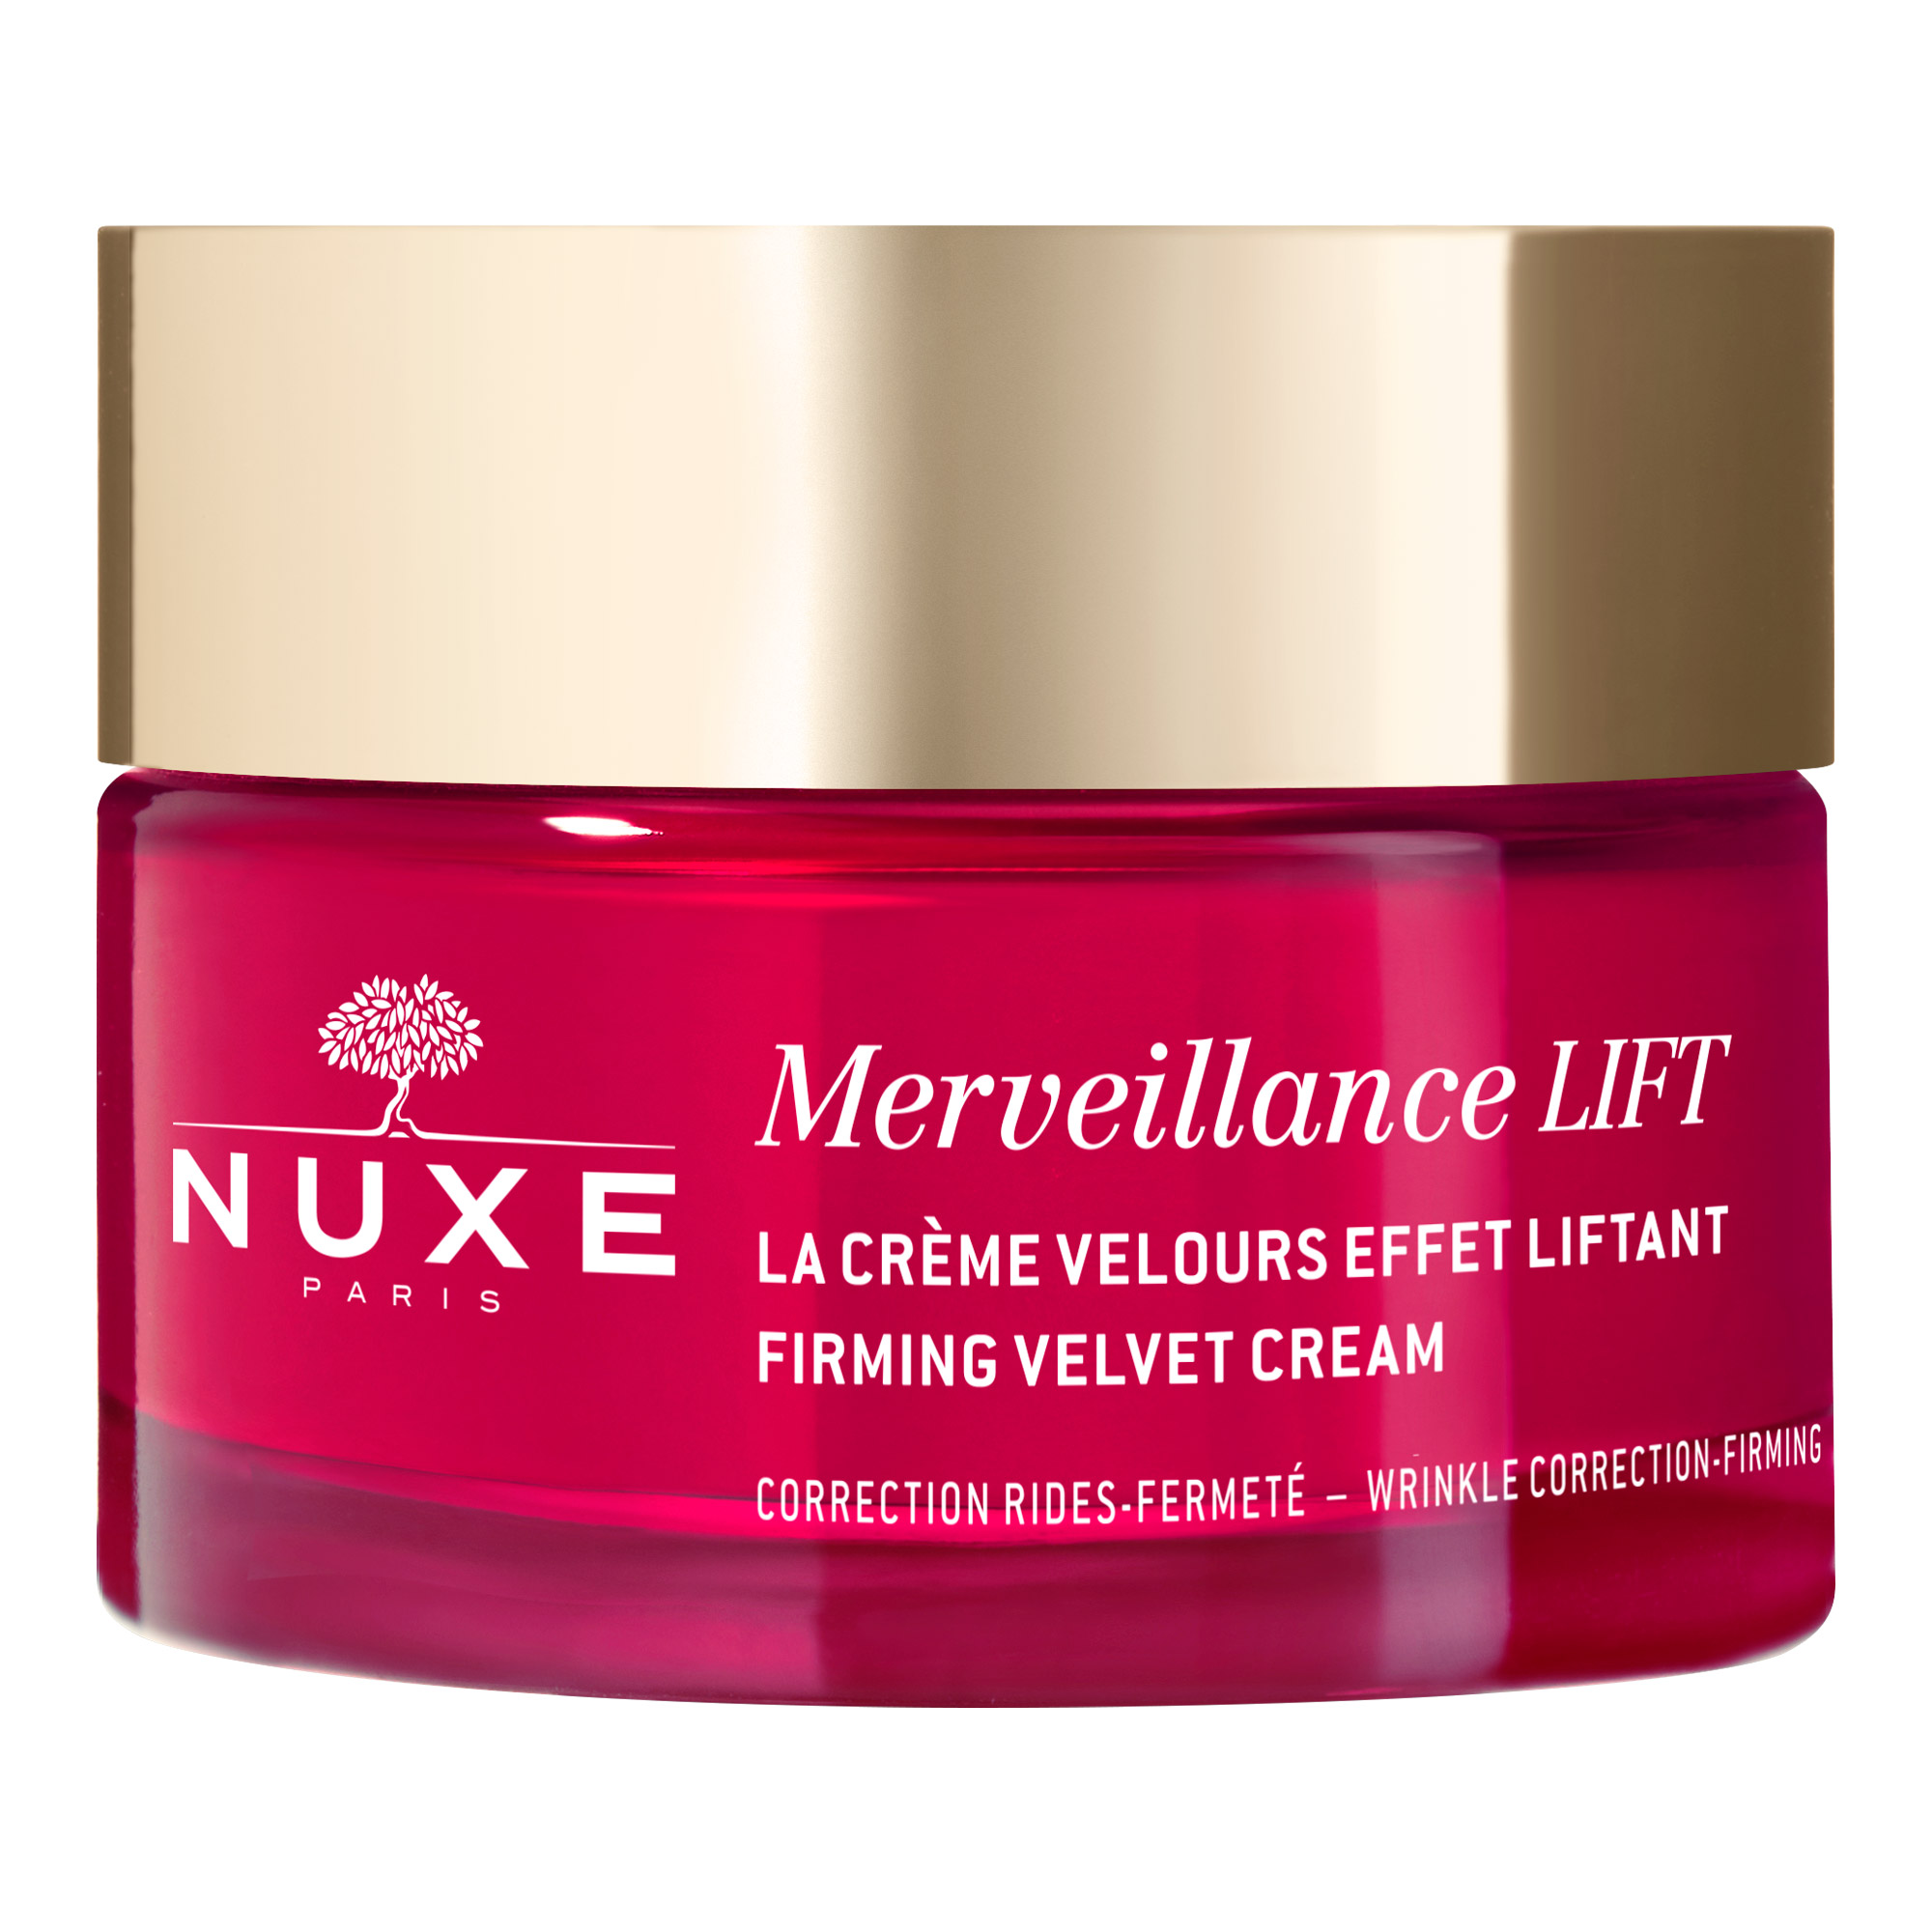 NUXE
PARIS
Merveillance LIFT
LA CRÈME VELOURS EFFET LIFTANT
FIRMING VELVET CREAM
CORRECTION RIDES-FERMETÉ – WRINKLE CORRECTION-FIRMING